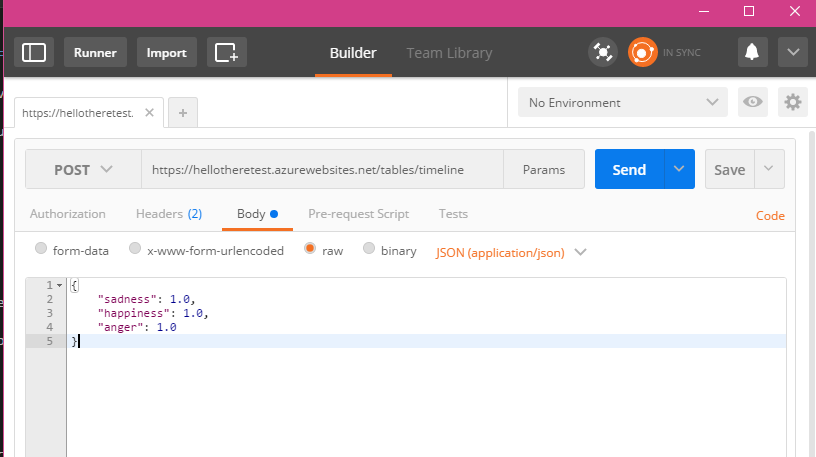 Runner Import Builder Team Library IN SYNC
https://hellotheretest. No Environment
POST https://hellotheretest.azurewebsites.net/tables/timeline Params Send Save
Authorization Headers (2) Body Pre-request Script Tests Code
form-data x-www-form-urlencoded raw binary JSON (application/json)
1 {
2 "sadness": 1.0,
3 "happiness": 1.0,
4 "anger": 1.0
5 }